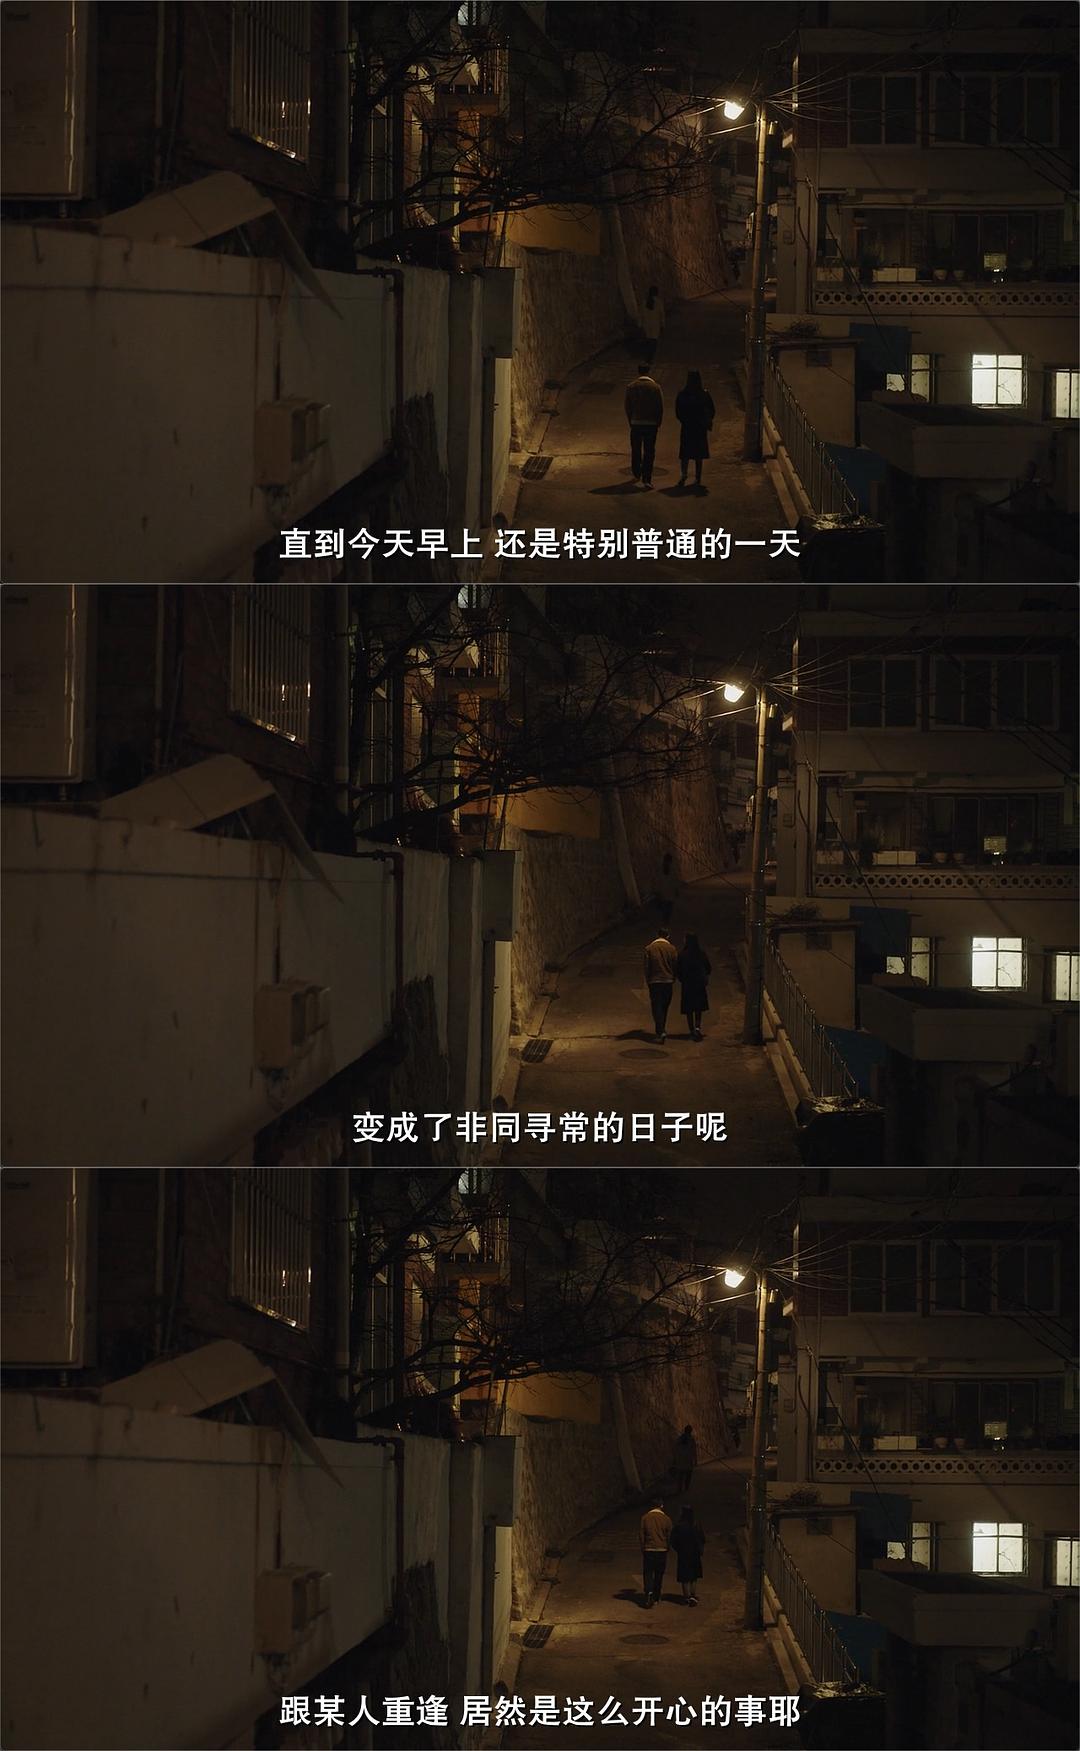 直到今天早上 还是特别普通的一天
变成了非同寻常的日子呢
跟某人重逢 居然是这么开心的事耶